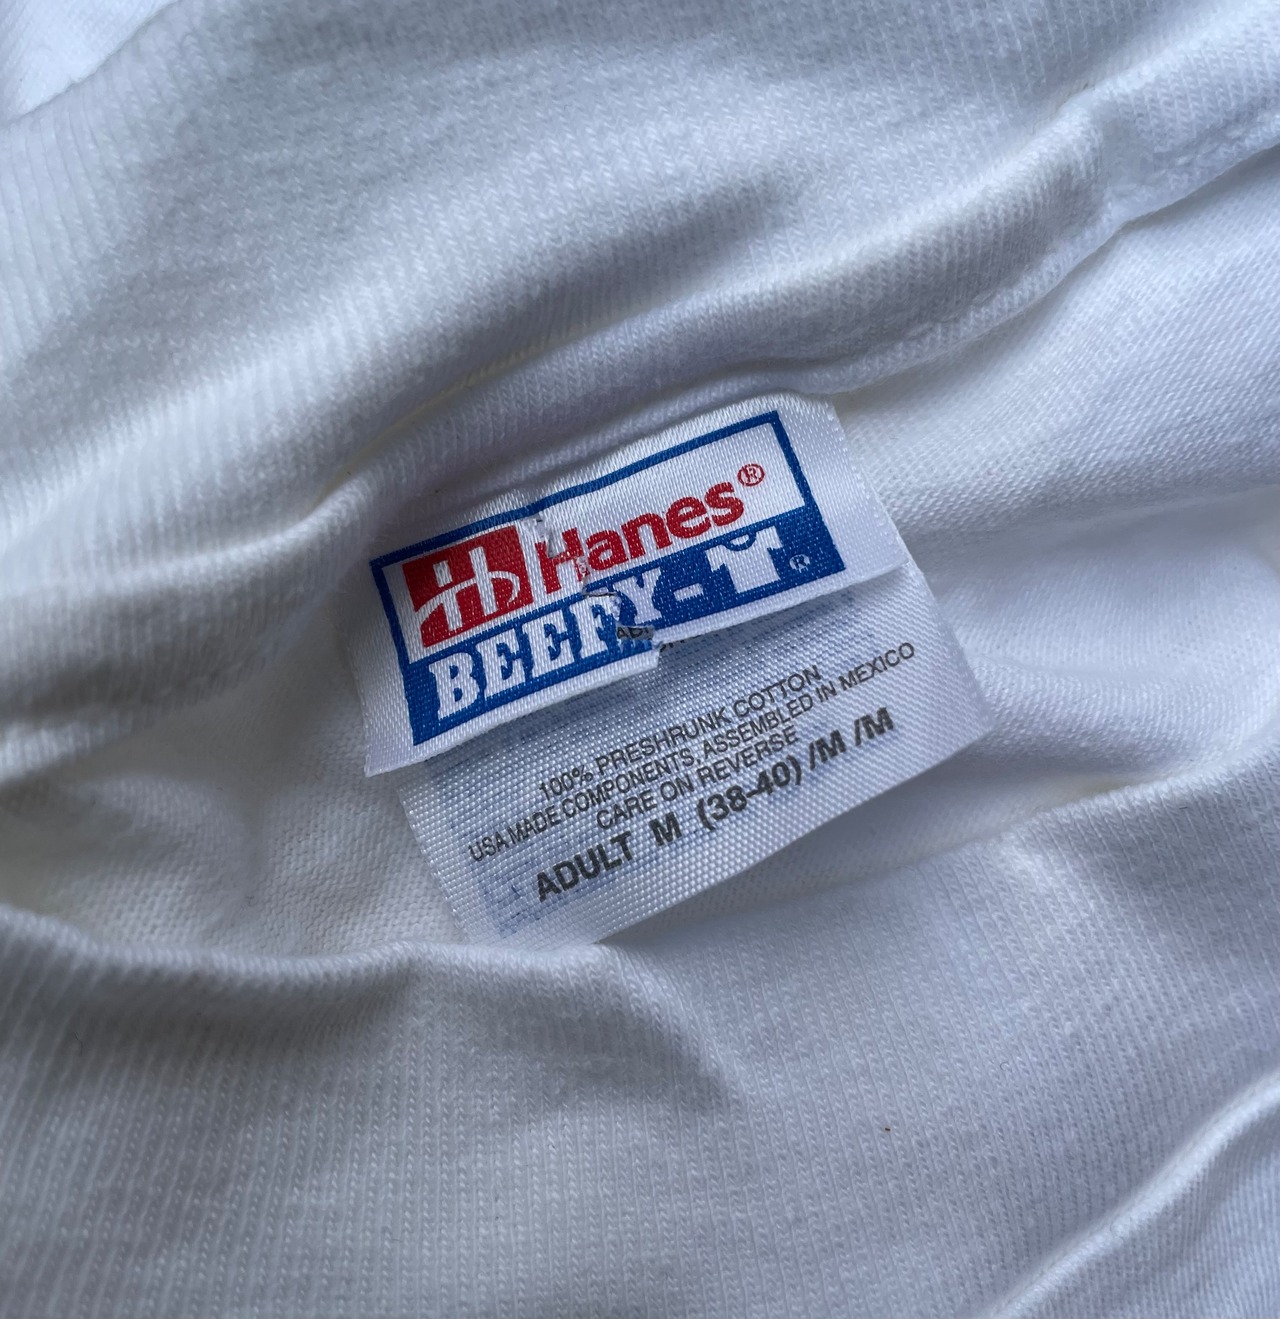 Hanes®
BEEFY-T®
100% PRESHRUNK COTTON
USA MADE COMPONENTS, ASSEMBLED IN MEXICO
CARE ON REVERSE
ADULT M (38-40) /M /M